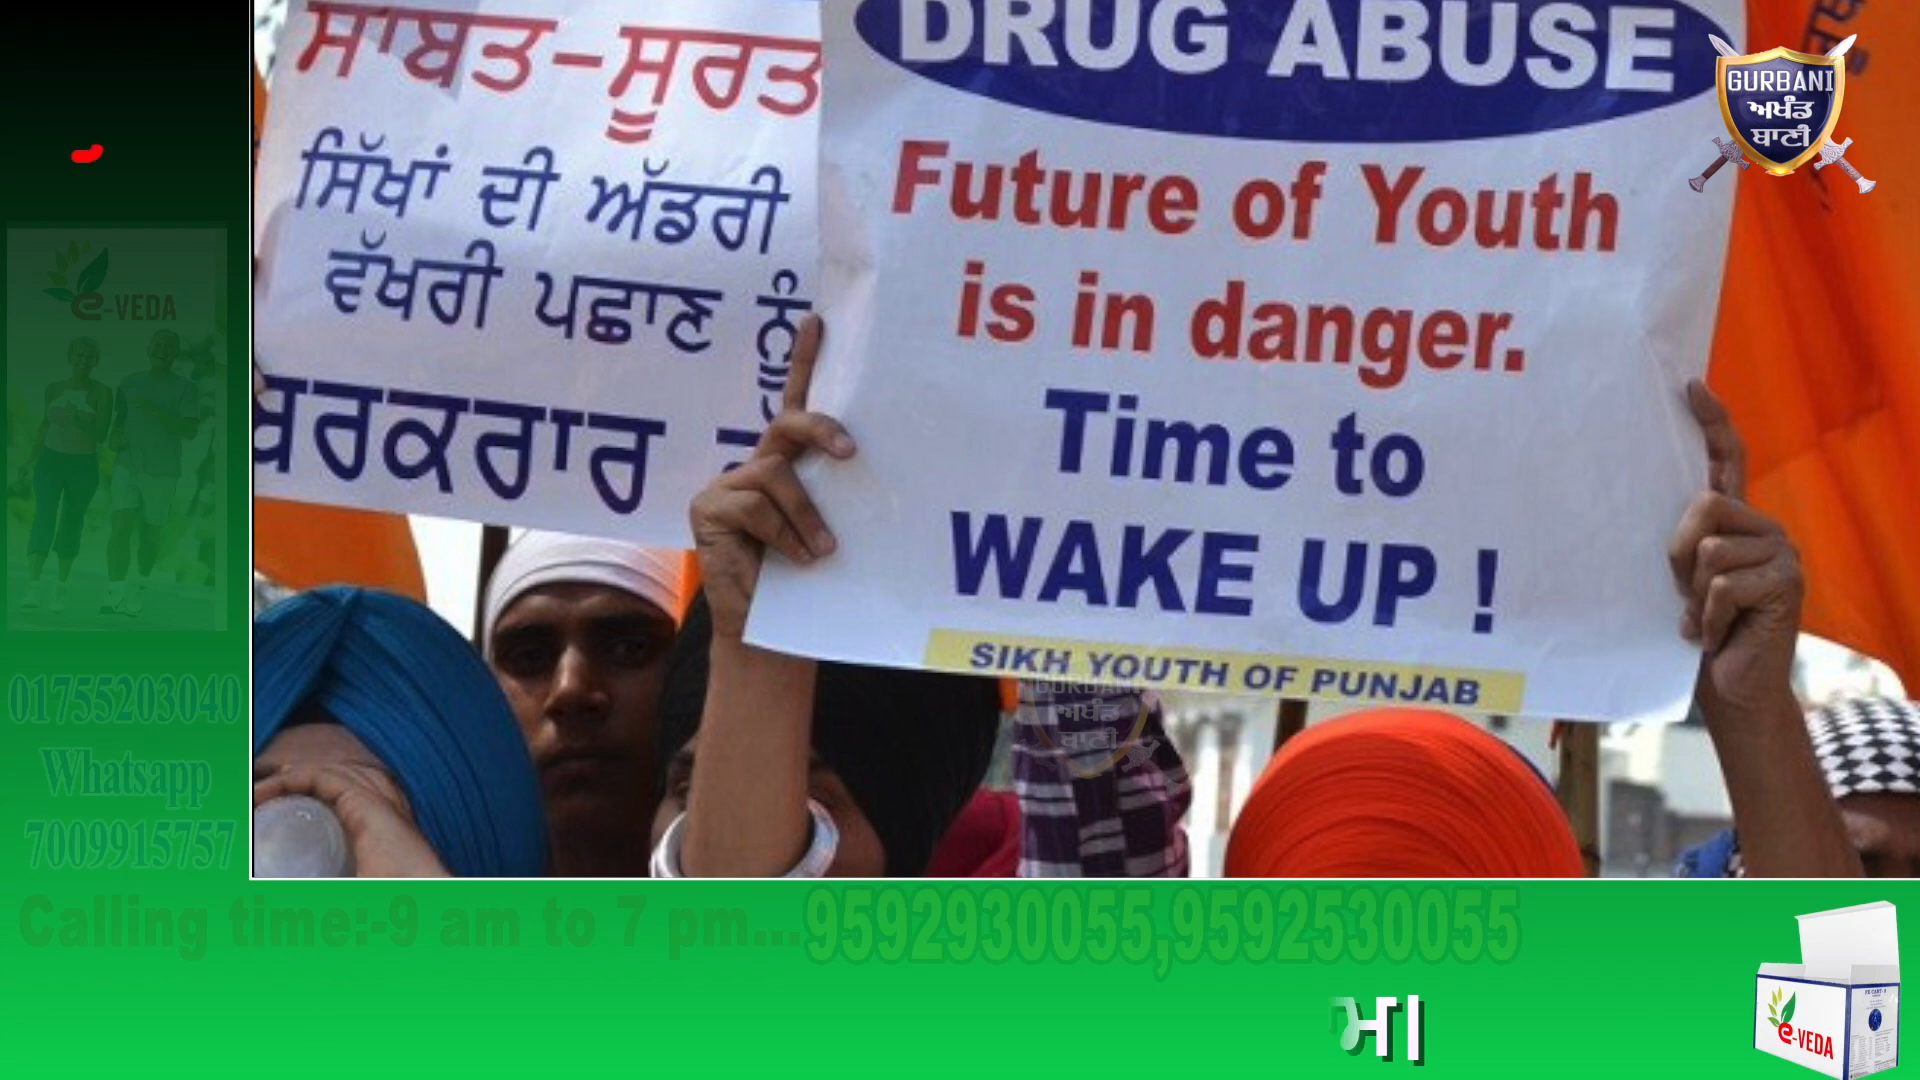 ਸਾਬਤ-ਸੂਰਤ
ਸਿੱਖਾਂ ਦੀ ਅੱਡਰੀ
ਵੱਖਰੀ ਪਛਾਣ ਨੂੰ
ਬਰਕਰਾਰ
DRUG ABUSE
Future of Youth
is in danger.
Time to
WAKE UP !
SIKH YOUTH OF PUNJAB
GURBANI
ਅਖੰਡ
ਬਾਣੀ
GURBANI
ਅਖੰਡ
ਬਾਣੀ
e-VEDA
01755203040
Whatsapp
7009915757
Calling time:-9 am to 7 pm...9592930055,9592530055
e-VEDA